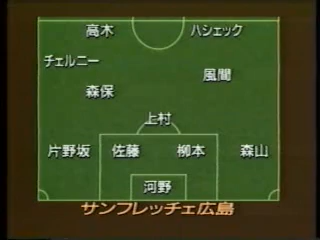 高木 ハシェック
チェルニー
風間
森保
上村
片野坂 佐藤 柳本 森山
河野
サンフレッチェ広島